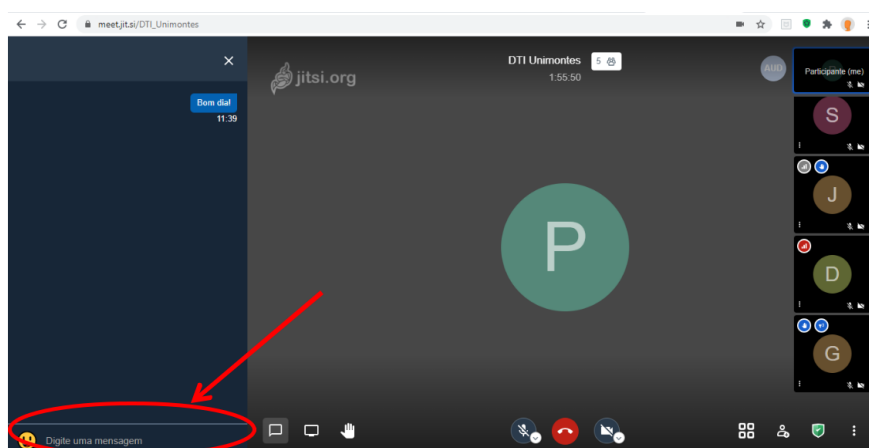 meet.jit.si/DTI_Unimontes
jitsi.org
DTI Unimontes 5
1:55:50
AUD
Participante (me)
Bom dia!
11:39
S
J
P
D
G
Digite uma mensagem